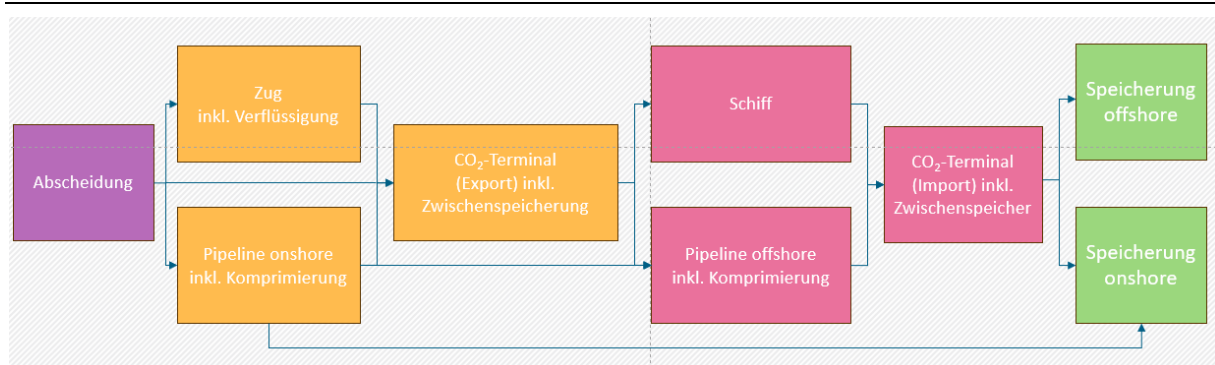 Abscheidung
Zug
inkl. Verflüssigung
Pipeline onshore
inkl. Komprimierung
CO₂-Terminal
(Export) inkl.
Zwischenspeicherung
Schiff
Pipeline offshore
inkl. Komprimierung
CO₂-Terminal
(Import) inkl.
Zwischenspeicher
Speicherung
offshore
Speicherung
onshore